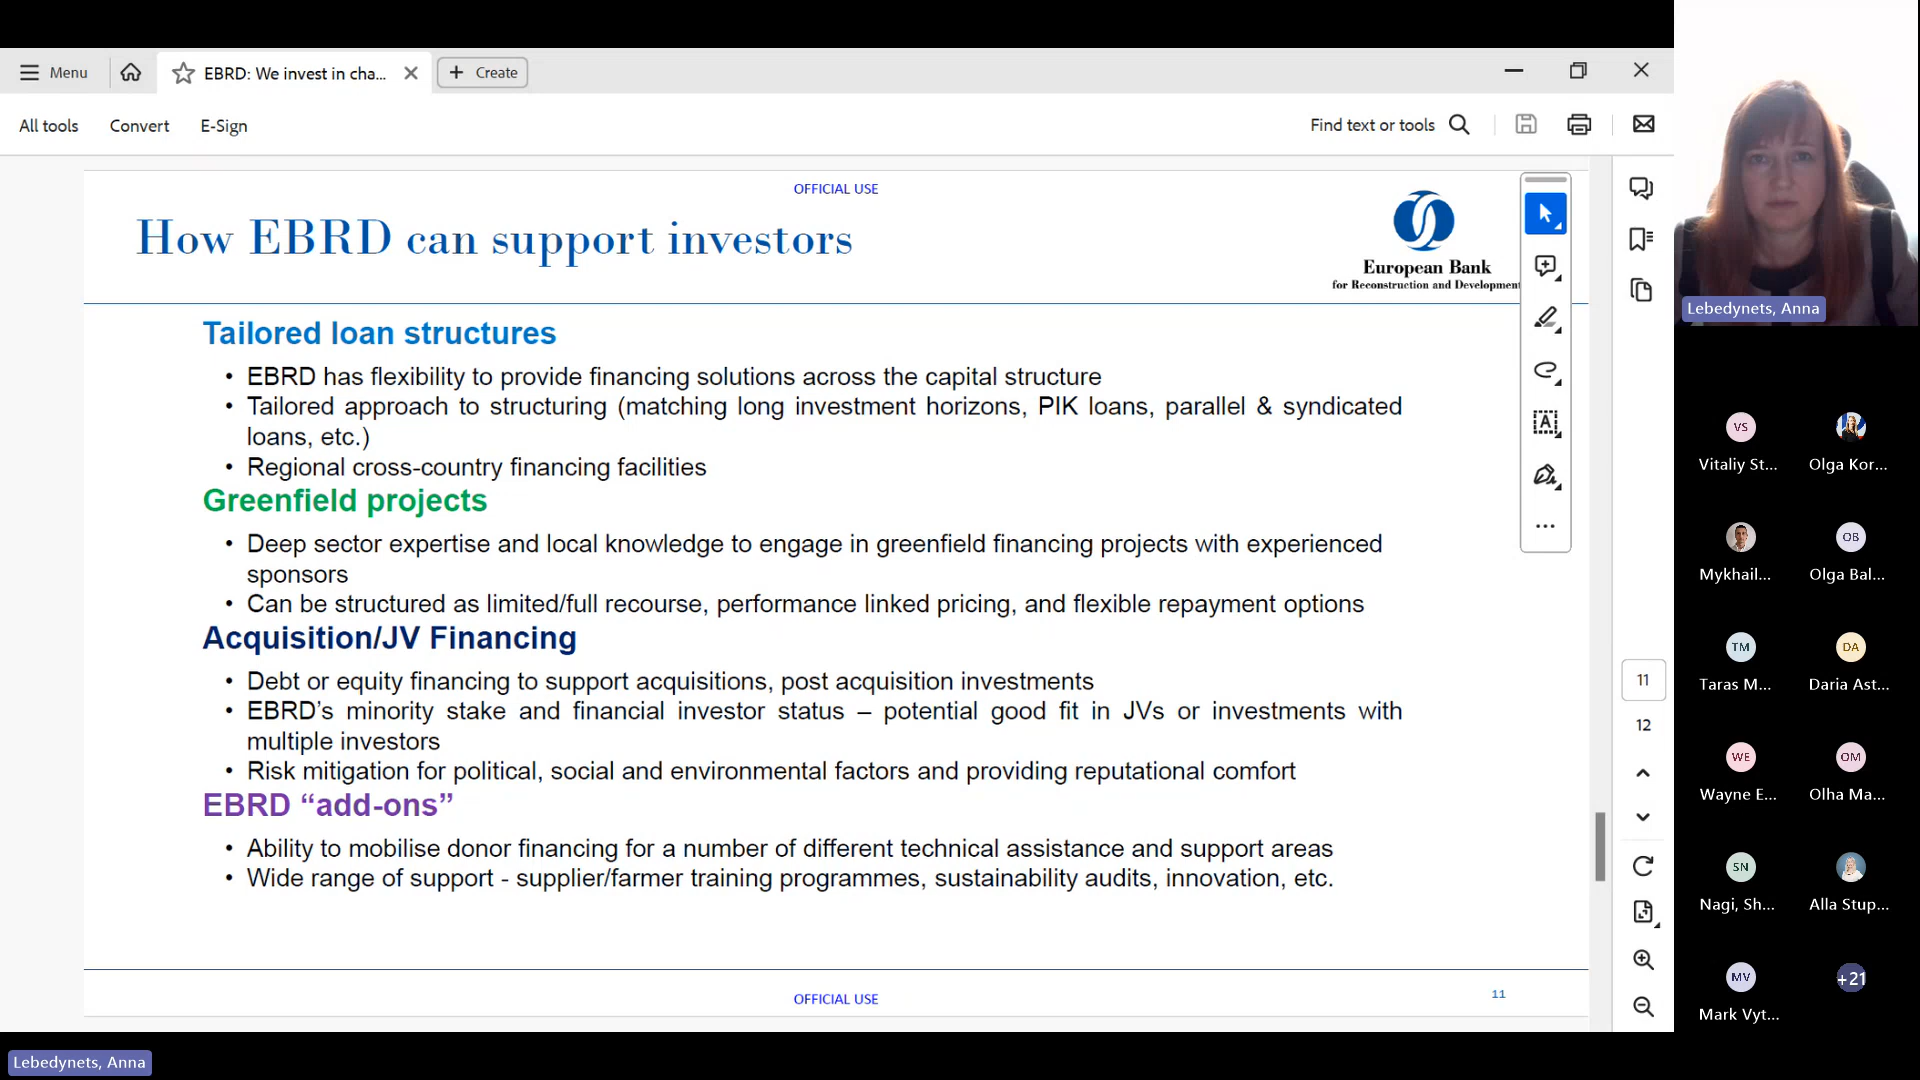 Menu
EBRD: We invest in cha...
Create
All tools
Convert
E-Sign
Find text or tools
OFFICIAL USE
How EBRD can support investors
European Bank
for Reconstruction and Development
Tailored loan structures
• EBRD has flexibility to provide financing solutions across the capital structure
• Tailored approach to structuring (matching long investment horizons, PIK loans, parallel & syndicated
loans, etc.)
• Regional cross-country financing facilities
Greenfield projects
• Deep sector expertise and local knowledge to engage in greenfield financing projects with experienced
sponsors
• Can be structured as limited/full recourse, performance linked pricing, and flexible repayment options
Acquisition/JV Financing
• Debt or equity financing to support acquisitions, post acquisition investments
• EBRD’s minority stake and financial investor status – potential good fit in JVs or investments with
multiple investors
• Risk mitigation for political, social and environmental factors and providing reputational comfort
EBRD “add-ons”
• Ability to mobilise donor financing for a number of different technical assistance and support areas
• Wide range of support - supplier/farmer training programmes, sustainability audits, innovation, etc.
OFFICIAL USE
11
11
12
Lebedynets, Anna
VS
Vitaliy St...
Olga Kor...
Mykhail...
OB
Olga Bal...
TM
Taras M...
DA
Daria Ast...
WE
Wayne E...
OM
Olha Ma...
SN
Nagi, Sh...
Alla Stup...
MV
Mark Vyt...
+21
Lebedynets, Anna